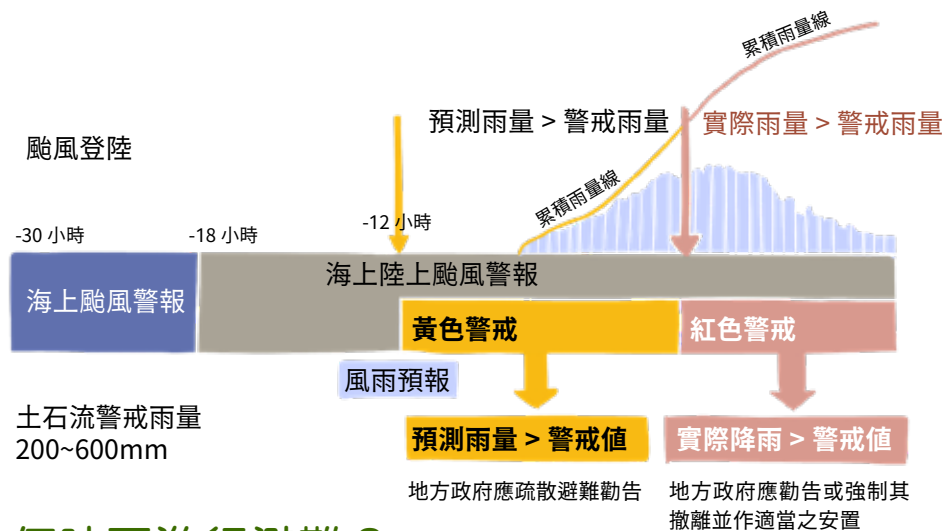 累積雨量線
預測雨量 > 警戒雨量
實際雨量 > 警戒雨量
颱風登陸
累積雨量線
-30 小時
-18 小時
-12 小時
海上颱風警報
海上陸上颱風警報
黃色警戒
紅色警戒
風雨預報
土石流警戒雨量
200~600mm
預測雨量 > 警戒值
實際降雨 > 警戒值
地方政府應疏散避難勸告
地方政府應勸告或強制其
撤離並作適當之安置